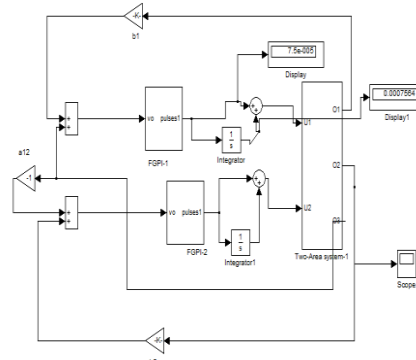 -K-
b1
7.5e-005
Display
0.0007564
Display1
vo pulses1
FGPI-1
1
s
Integrator
U1
O1
O2
O3
U2
Two-Area system-1
a12
-1
vo pulses1
FGPI-2
1
s
Integrator1
Scope
-K-